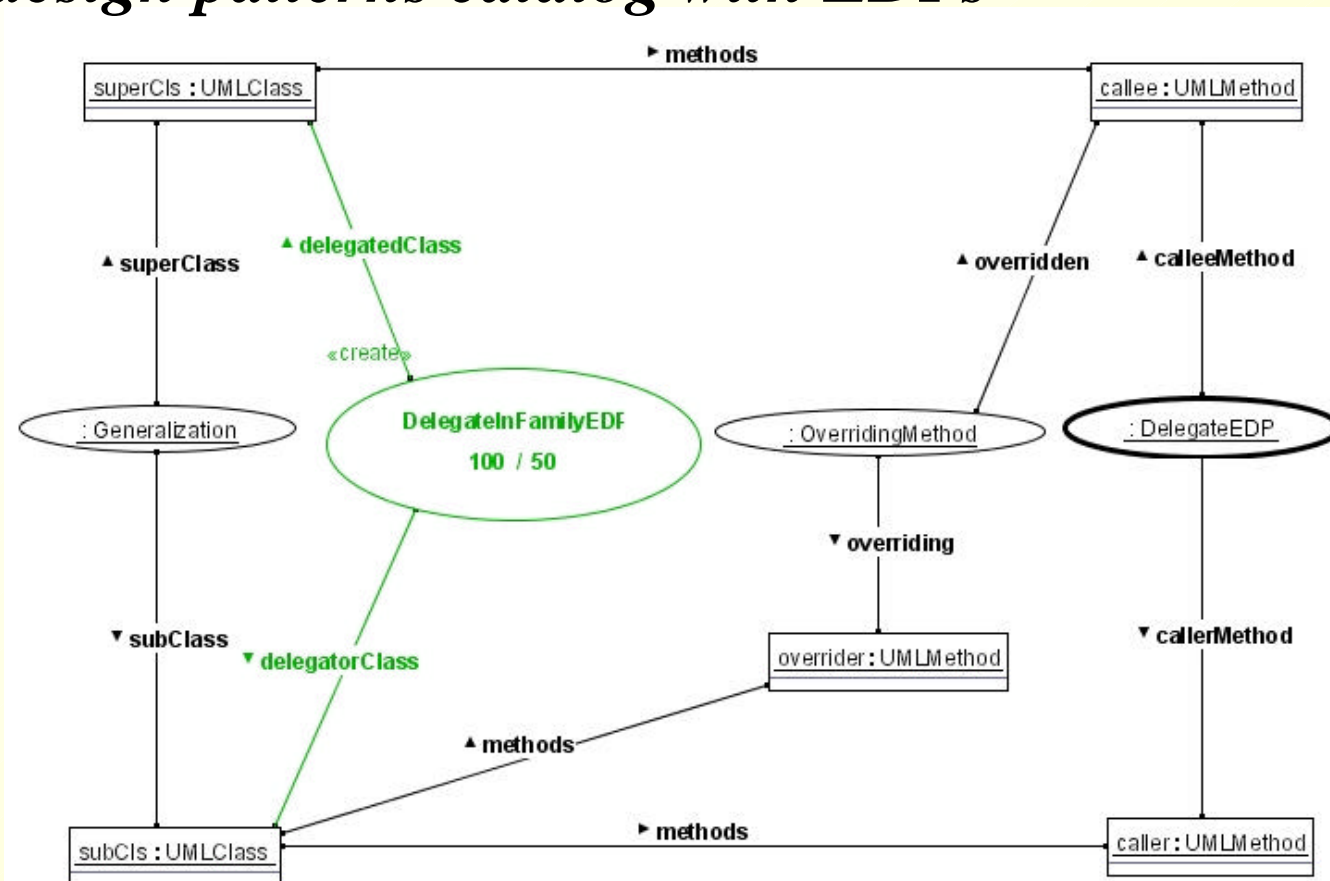 design patterns catalog with EDPs
▶ methods
superCls : UMLClass
callee : UMLMethod
▲ delegatedClass
▲ superClass
▲ overridden
▲ calleeMethod
«create»
: Generalization
DelegateInFamilyEDP
100 / 50
: OverridingMethod
: DelegateEDP
▼ overriding
▼ subClass
▼ delegatorClass
▼ callerMethod
overrider : UMLMethod
▲ methods
▶ methods
subCls : UMLClass
caller : UMLMethod